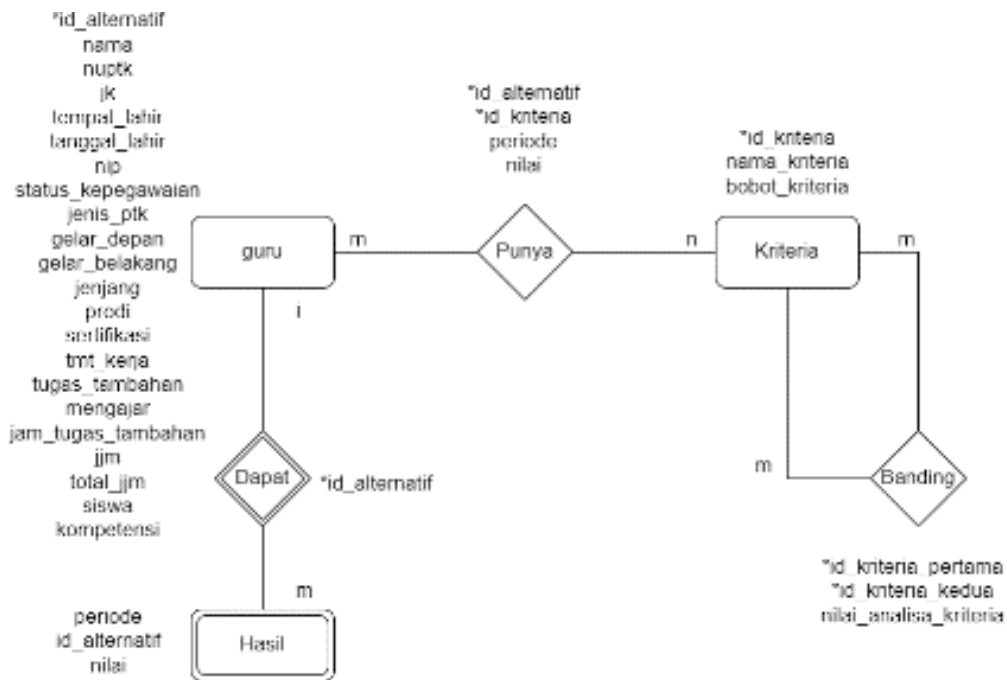 *id_alternatif
nama
nuptk
jk
tempat_lahir
tanggal_lahir
nip
status_kepegawaian
jenis_ptk
gelar_depan
gelar_belakang
jenjang
prodi
sertifikasi
tmt_kerja
tugas_tambahan
mengajar
jam_tugas_tambahan
jjm
total_jjm
siswa
kompetensi
guru
m
*id_alternatif
*id_kriteria
periode
nilai
Punya
n
*id_kriteria
nama_kriteria
bobot_kriteria
Kriteria
m
m
Banding
*id_kriteria_pertama
*id_kriteria_kedua
nilai_analisa_kriteria
i
Dapat
*id_alternatif
m
periode
id_alternatif
nilai
Hasil